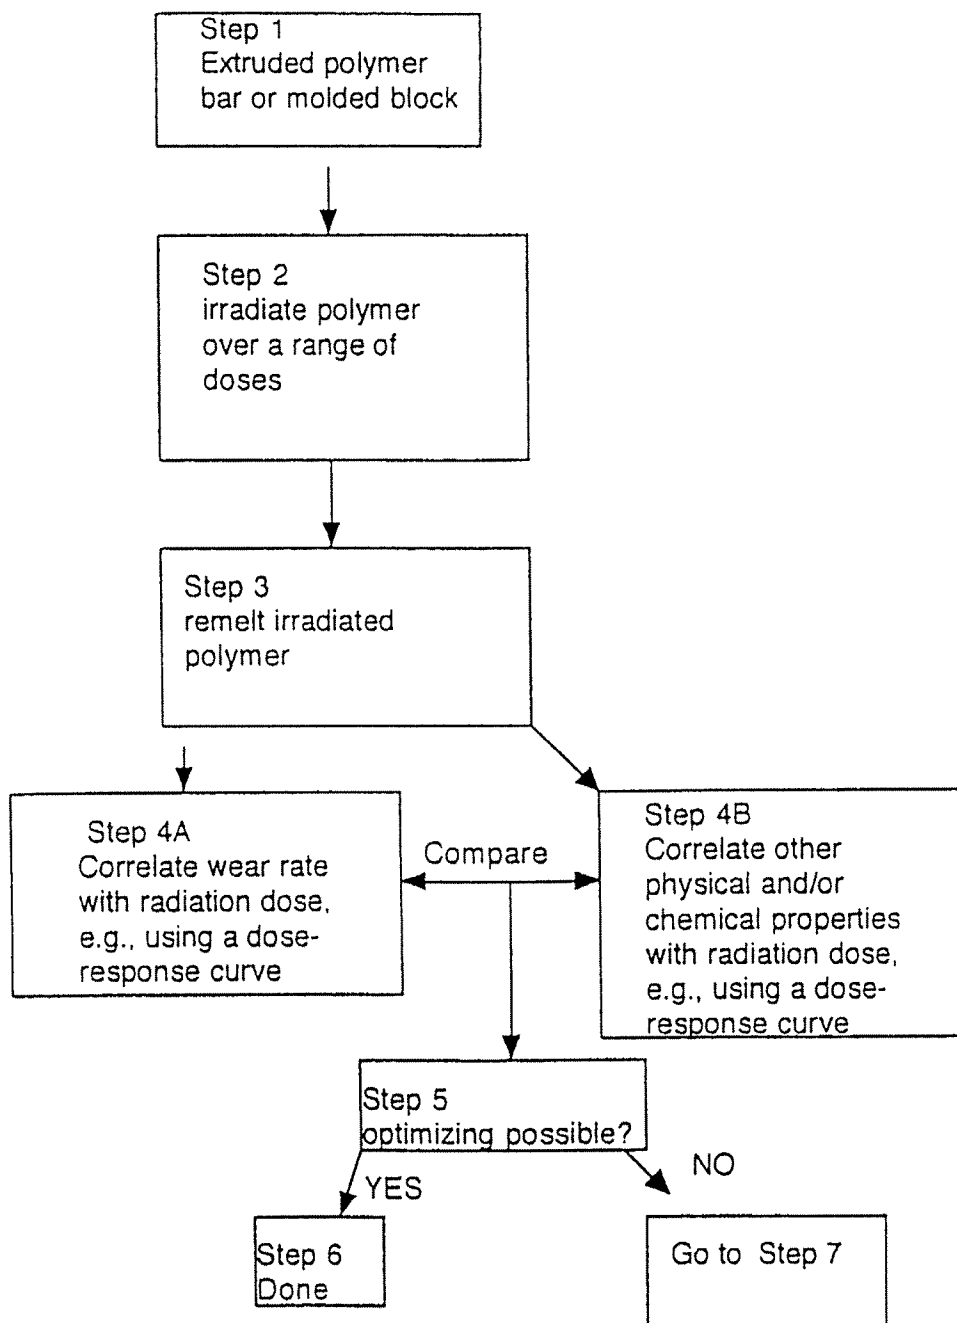 Step 1
Extruded polymer
bar or molded block
Step 2
irradiate polymer
over a range of
doses
Step 3
remelt irradiated
polymer
Step 4A
Correlate wear rate
with radiation dose,
e.g., using a dose-
response curve
Compare
Step 4B
Correlate other
physical and/or
chemical properties
with radiation dose,
e.g., using a dose-
response curve
Step 5
optimizing possible?
YES
NO
Step 6
Done
Go to Step 7